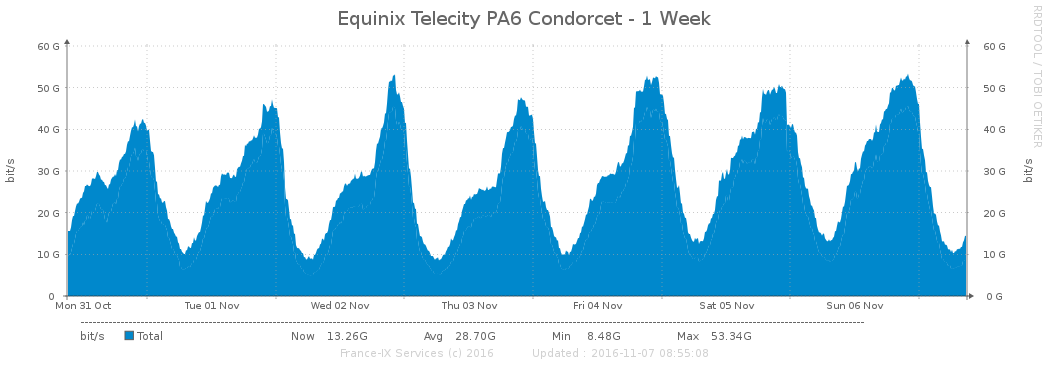 Equinix Telecity PA6 Condorcet - 1 Week
RRDTOOL / TOBI OETIKER
60 G 60 G
50 G 50 G
40 G 40 G
30 G 30 G
20 G 20 G
10 G 10 G
0 0 G
bit/s bit/s
Mon 31 Oct Tue 01 Nov Wed 02 Nov Thu 03 Nov Fri 04 Nov Sat 05 Nov Sun 06 Nov
bit/s Total Now 13.26G Avg 28.70G Min 8.48G Max 53.34G
France-IX Services (c) 2016 Updated : 2016-11-07 08:55:08